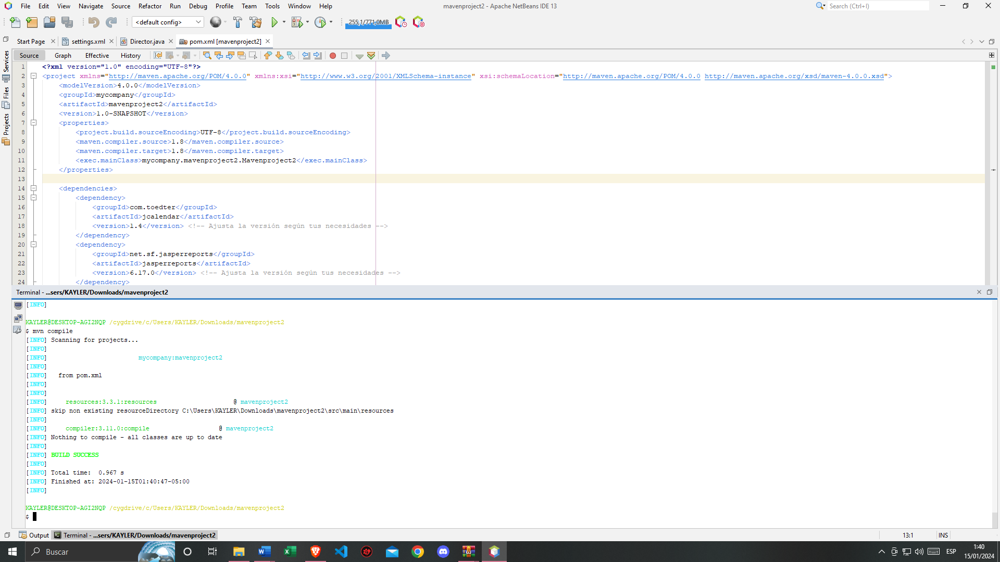 File Edit View Navigate Source Refactor Run Debug Profile Team Tools Window Help
mavenproject2 - Apache NetBeans IDE 13
Search (Ctrl+I)
<default config>
255,1/771,0MB
Start Page
settings.xml
Director.java
pom.xml [mavenproject2]
Source Graph Effective History
Services
Files
Projects
1 <?xml version="1.0" encoding="UTF-8"?>
2 <project xmlns="http://maven.apache.org/POM/4.0.0" xmlns:xsi="http://www.w3.org/2001/XMLSchema-instance" xsi:schemaLocation="http://maven.apache.org/POM/4.0.0 http://maven.apache.org/xsd/maven-4.0.0.xsd">
3 <modelVersion>4.0.0</modelVersion>
4 <groupId>mycompany</groupId>
5 <artifactId>mavenproject2</artifactId>
6 <version>1.0-SNAPSHOT</version>
7 <properties>
8 <project.build.sourceEncoding>UTF-8</project.build.sourceEncoding>
9 <maven.compiler.source>1.8</maven.compiler.source>
10 <maven.compiler.target>1.8</maven.compiler.target>
11 <exec.mainClass>mycompany.mavenproject2.Mavenproject2</exec.mainClass>
12 </properties>
13
14 <dependencies>
15 <dependency>
16 <groupId>com.toedter</groupId>
17 <artifactId>jcalendar</artifactId>
18 <version>1.4</version> <!-- Ajusta la versión según tus necesidades -->
19 </dependency>
20 <dependency>
21 <groupId>net.sf.jasperreports</groupId>
22 <artifactId>jasperreports</artifactId>
23 <version>6.17.0</version> <!-- Ajusta la versión según tus necesidades -->
24 </dependency>
Terminal - ...sers/KAYLER/Downloads/mavenproject2
[INFO]
KAYLER@DESKTOP-AGI2NQP /cygdrive/c/Users/KAYLER/Downloads/mavenproject2
$ mvn compile
[INFO] Scanning for projects...
[INFO]
[INFO] mycompany:mavenproject2
[INFO]
[INFO] from pom.xml
[INFO]
[INFO]
[INFO] resources:3.3.1:resources @ mavenproject2
[INFO] skip non existing resourceDirectory C:\Users\KAYLER\Downloads\mavenproject2\src\main\resources
[INFO]
[INFO] compiler:3.11.0:compile @ mavenproject2
[INFO] Nothing to compile - all classes are up to date
[INFO]
[INFO] BUILD SUCCESS
[INFO]
[INFO] Total time: 0.967 s
[INFO] Finished at: 2024-01-15T01:40:47-05:00
[INFO]
KAYLER@DESKTOP-AGI2NQP /cygdrive/c/Users/KAYLER/Downloads/mavenproject2
$
Output
Terminal - ...sers/KAYLER/Downloads/mavenproject2
13:1
INS
Buscar
ESP
1:40
15/01/2024